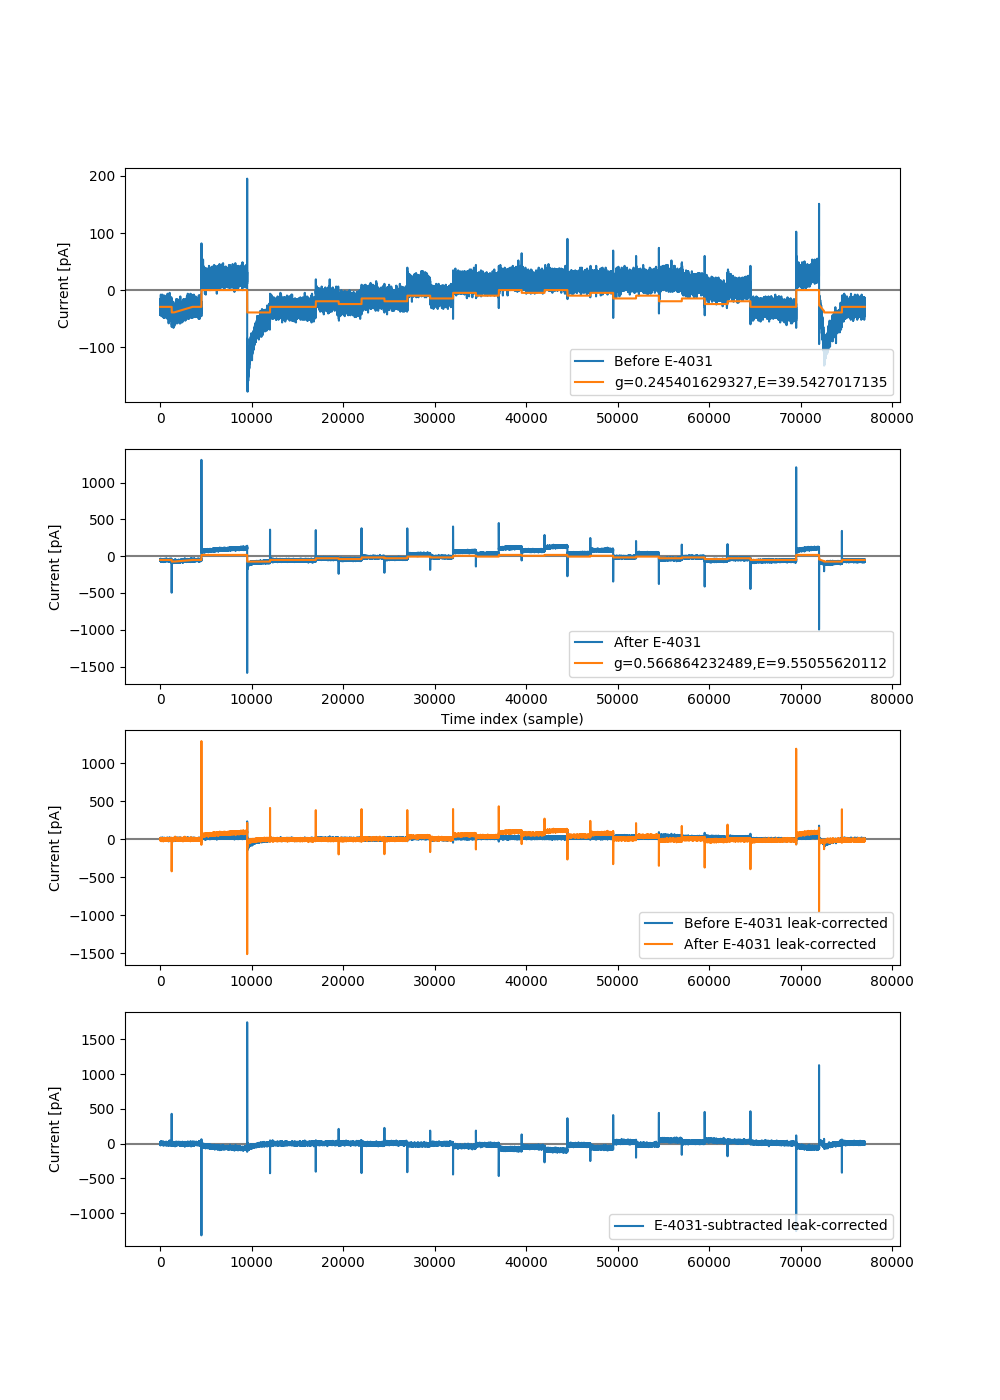 200
100
0
−100
Current [pA]
Before E-4031
g=0.245401629327,E=39.5427017135
0 10000 20000 30000 40000 50000 60000 70000 80000
1000
500
0
−500
−1000
−1500
Current [pA]
After E-4031
g=0.566864232489,E=9.55055620112
0 10000 20000 30000 40000 50000 60000 70000 80000
Time index (sample)
1000
500
0
−500
−1000
−1500
Current [pA]
Before E-4031 leak-corrected
After E-4031 leak-corrected
0 10000 20000 30000 40000 50000 60000 70000 80000
1500
1000
500
0
−500
−1000
Current [pA]
E-4031-subtracted leak-corrected
0 10000 20000 30000 40000 50000 60000 70000 80000